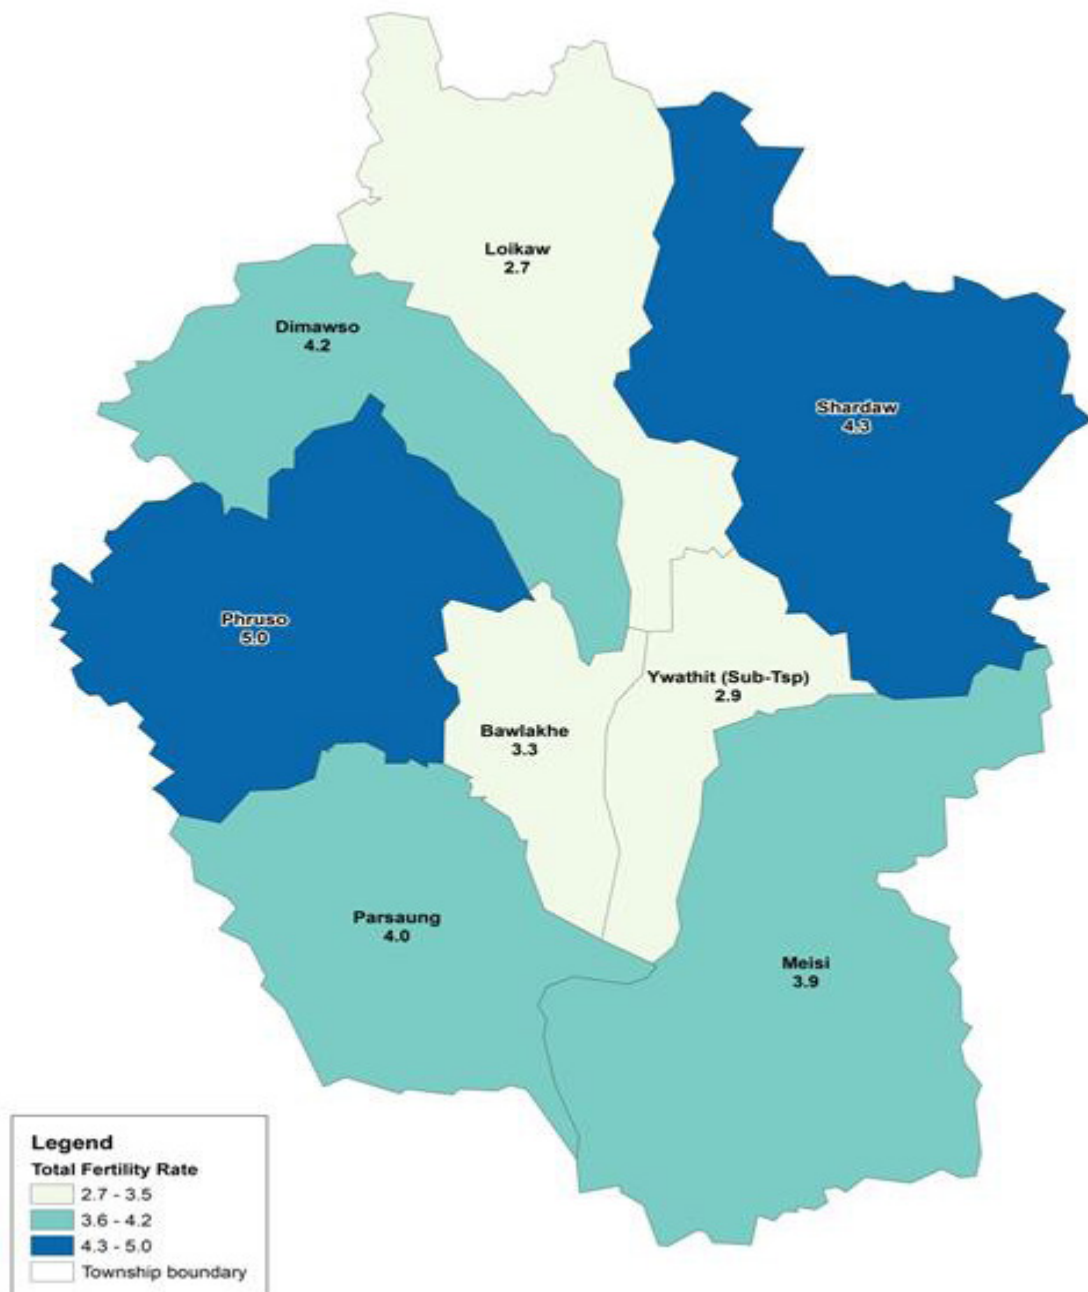 Loikaw
2.7
Dimawso
4.2
Shardaw
4.3
Phruso
5.0
Ywathit (Sub-Tsp)
2.9
Bawlakhe
3.3
Parsaung
4.0
Meisi
3.9
Legend
Total Fertility Rate
2.7 - 3.5
3.6 - 4.2
4.3 - 5.0
Township boundary